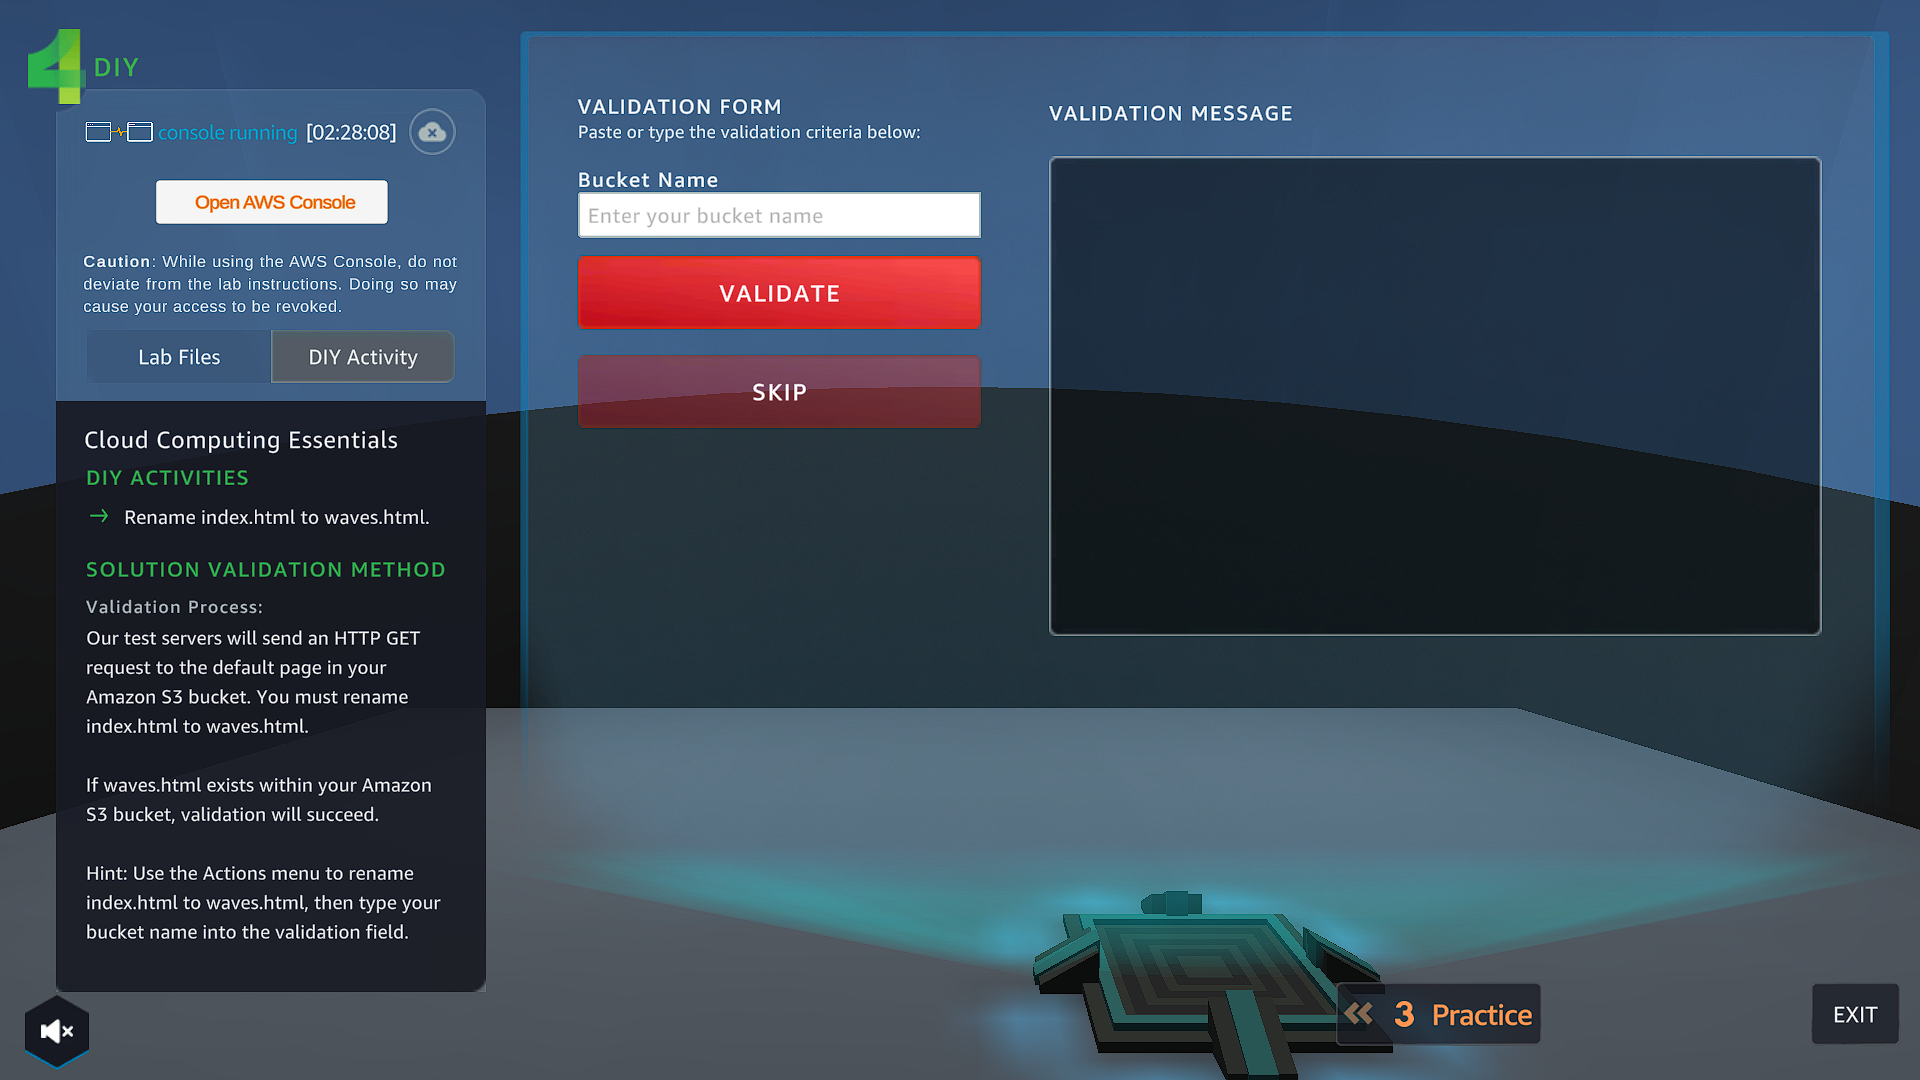 4 DIY
console running [02:28:08]
Open AWS Console
Caution: While using the AWS Console, do not
deviate from the lab instructions. Doing so may
cause your access to be revoked.
Lab Files
DIY Activity
Cloud Computing Essentials
DIY ACTIVITIES
→ Rename index.html to waves.html.
SOLUTION VALIDATION METHOD
Validation Process:
Our test servers will send an HTTP GET
request to the default page in your
Amazon S3 bucket. You must rename
index.html to waves.html.
If waves.html exists within your Amazon
S3 bucket, validation will succeed.
Hint: Use the Actions menu to rename
index.html to waves.html, then type your
bucket name into the validation field.
VALIDATION FORM
Paste or type the validation criteria below:
Bucket Name
Enter your bucket name
VALIDATE
SKIP
VALIDATION MESSAGE
3 Practice
EXIT